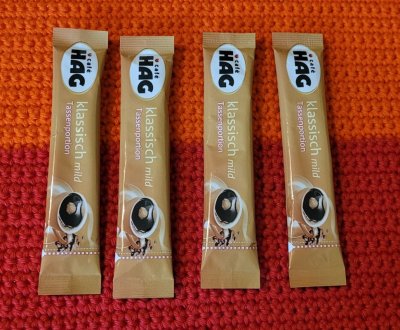 café
HAG
klassisch mild
Tassenportion
café
HAG
klassisch mild
Tassenportion
café
HAG
klassisch mild
Tassenportion
café
HAG
klassisch mild
Tassenportion